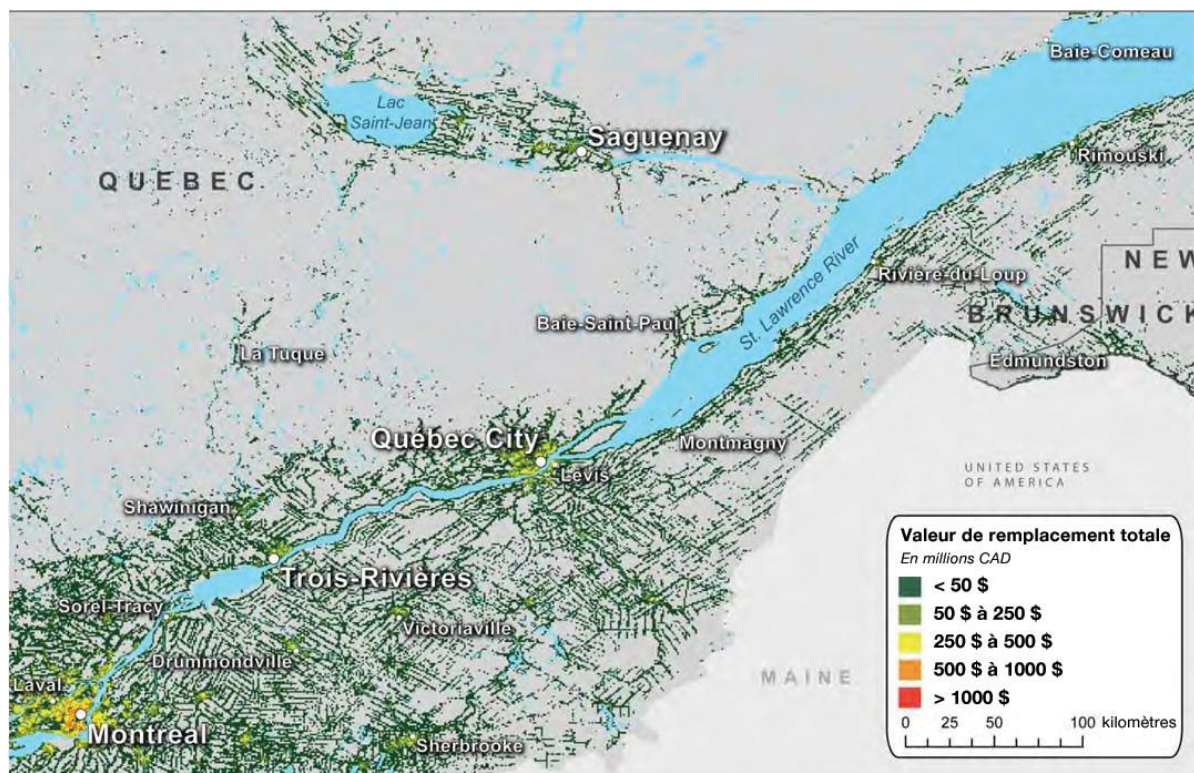 Baie-Comeau
Lac
Saint-Jean
Saguenay
Rimouski
QUEBEC
St. Lawrence River
Rivière-du-Loup
NEW
BRUNSWICK
Baie-Saint-Paul
La Tuque
Edmundston
Québec City
Montmagny
Lévis
UNITED STATES
OF AMERICA
Shawinigan
Trois-Rivières
Sorel-Tracy
Victoriaville
Drummondville
MAINE
Laval
Montréal
Sherbrooke
Valeur de remplacement totale
En millions CAD
< 50 $
50 $ à 250 $
250 $ à 500 $
500 $ à 1000 $
> 1000 $
0 25 50 100 kilomètres